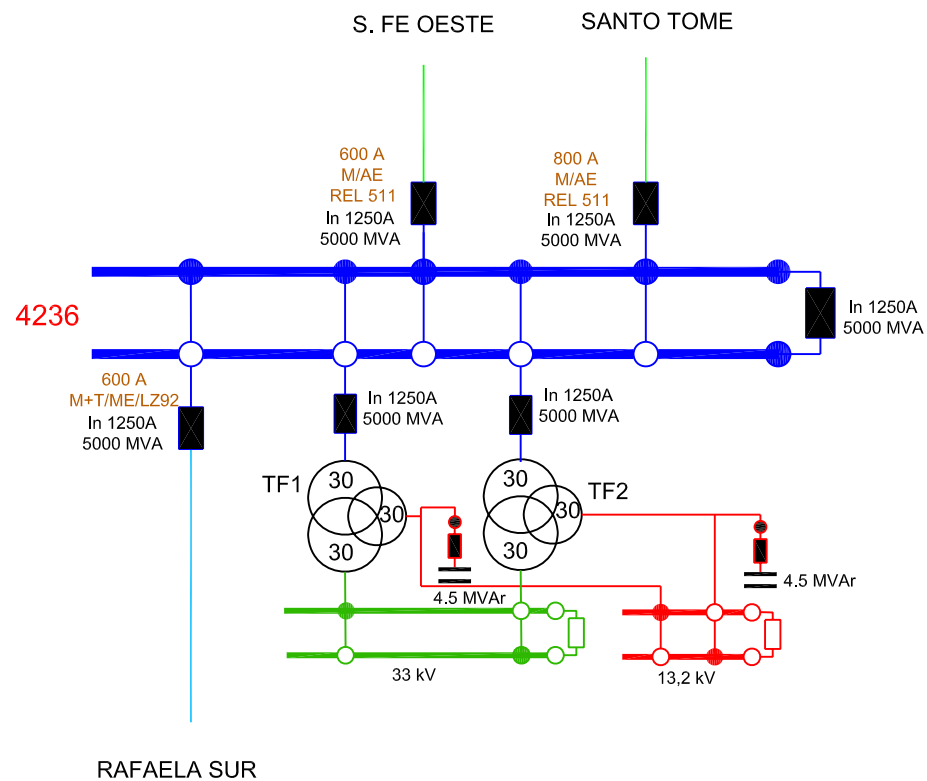 S. FE OESTE
SANTO TOME
600 A
M/AE
REL 511
In 1250A
5000 MVA
800 A
M/AE
REL 511
In 1250A
5000 MVA
4236
In 1250A
5000 MVA
600 A
M+T/ME/LZ92
In 1250A
5000 MVA
In 1250A
5000 MVA
In 1250A
5000 MVA
TF1
30
30
30
TF2
30
30
30
4.5 MVAr
4.5 MVAr
33 kV
13,2 kV
RAFAELA SUR